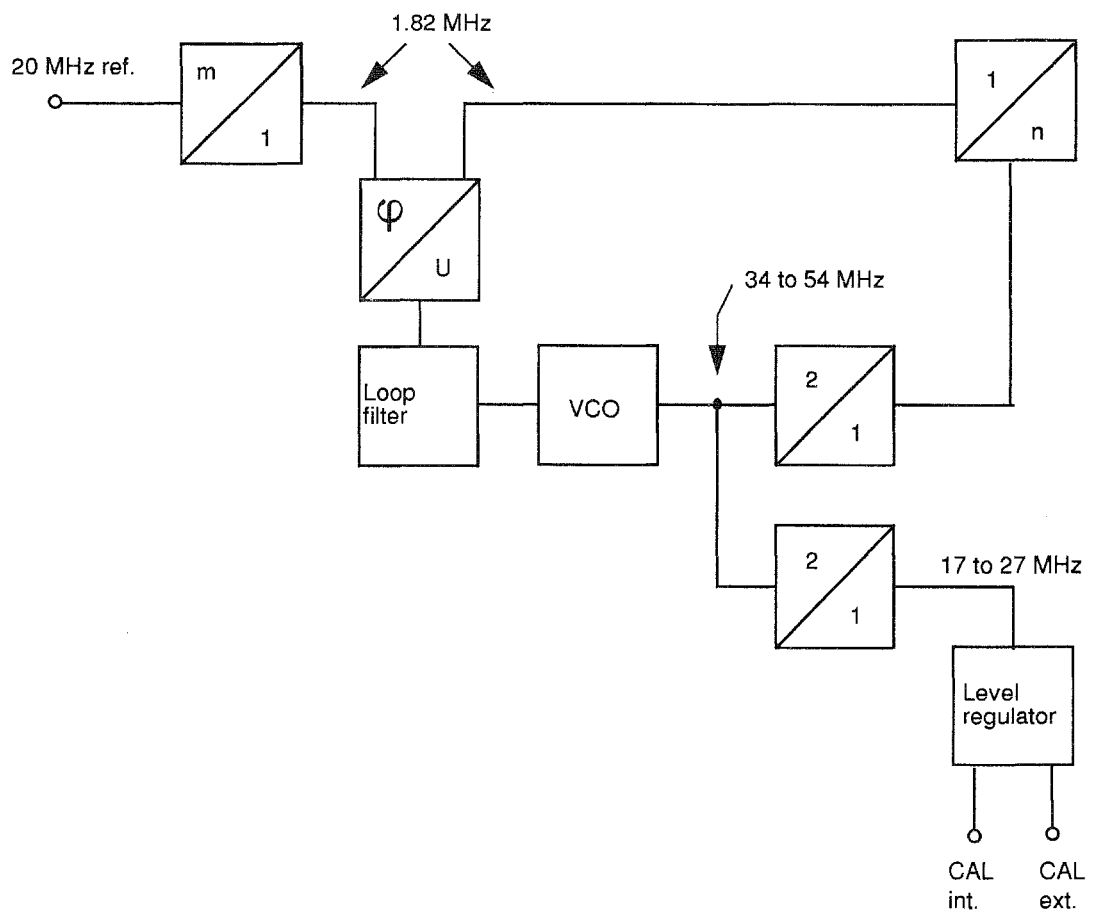 1.82 MHz
20 MHz ref.
m
1
1
n
φ
U
34 to 54 MHz
Loop
filter
VCO
2
1
2
1
17 to 27 MHz
Level
regulator
CAL
int.
CAL
ext.